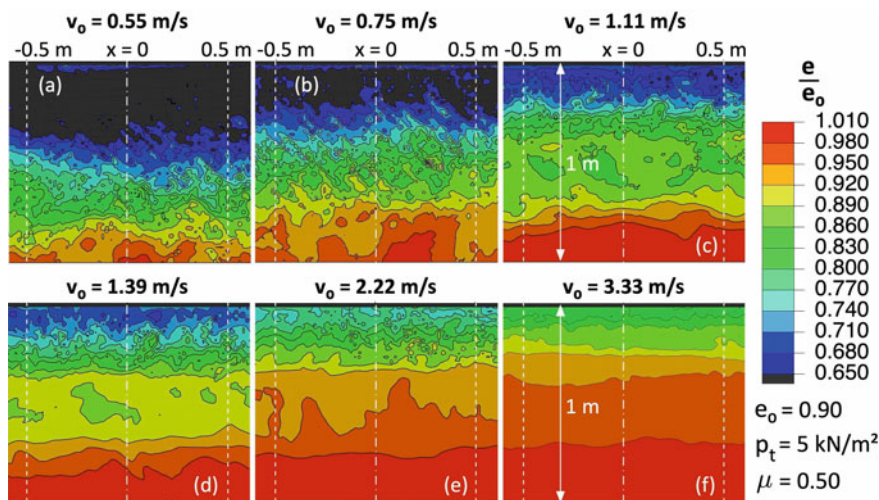 v₀ = 0.55 m/s v₀ = 0.75 m/s v₀ = 1.11 m/s
-0.5 m x = 0 0.5 m -0.5 m x = 0 0.5 m -0.5 m x = 0 0.5 m
(a) (b) (c)
1 m
v₀ = 1.39 m/s v₀ = 2.22 m/s v₀ = 3.33 m/s
(d) (e) (f)
1 m
e
e₀
1.010
0.980
0.950
0.920
0.890
0.860
0.830
0.800
0.770
0.740
0.710
0.680
0.650
e₀ = 0.90
pₜ = 5 kN/m²
μ = 0.50